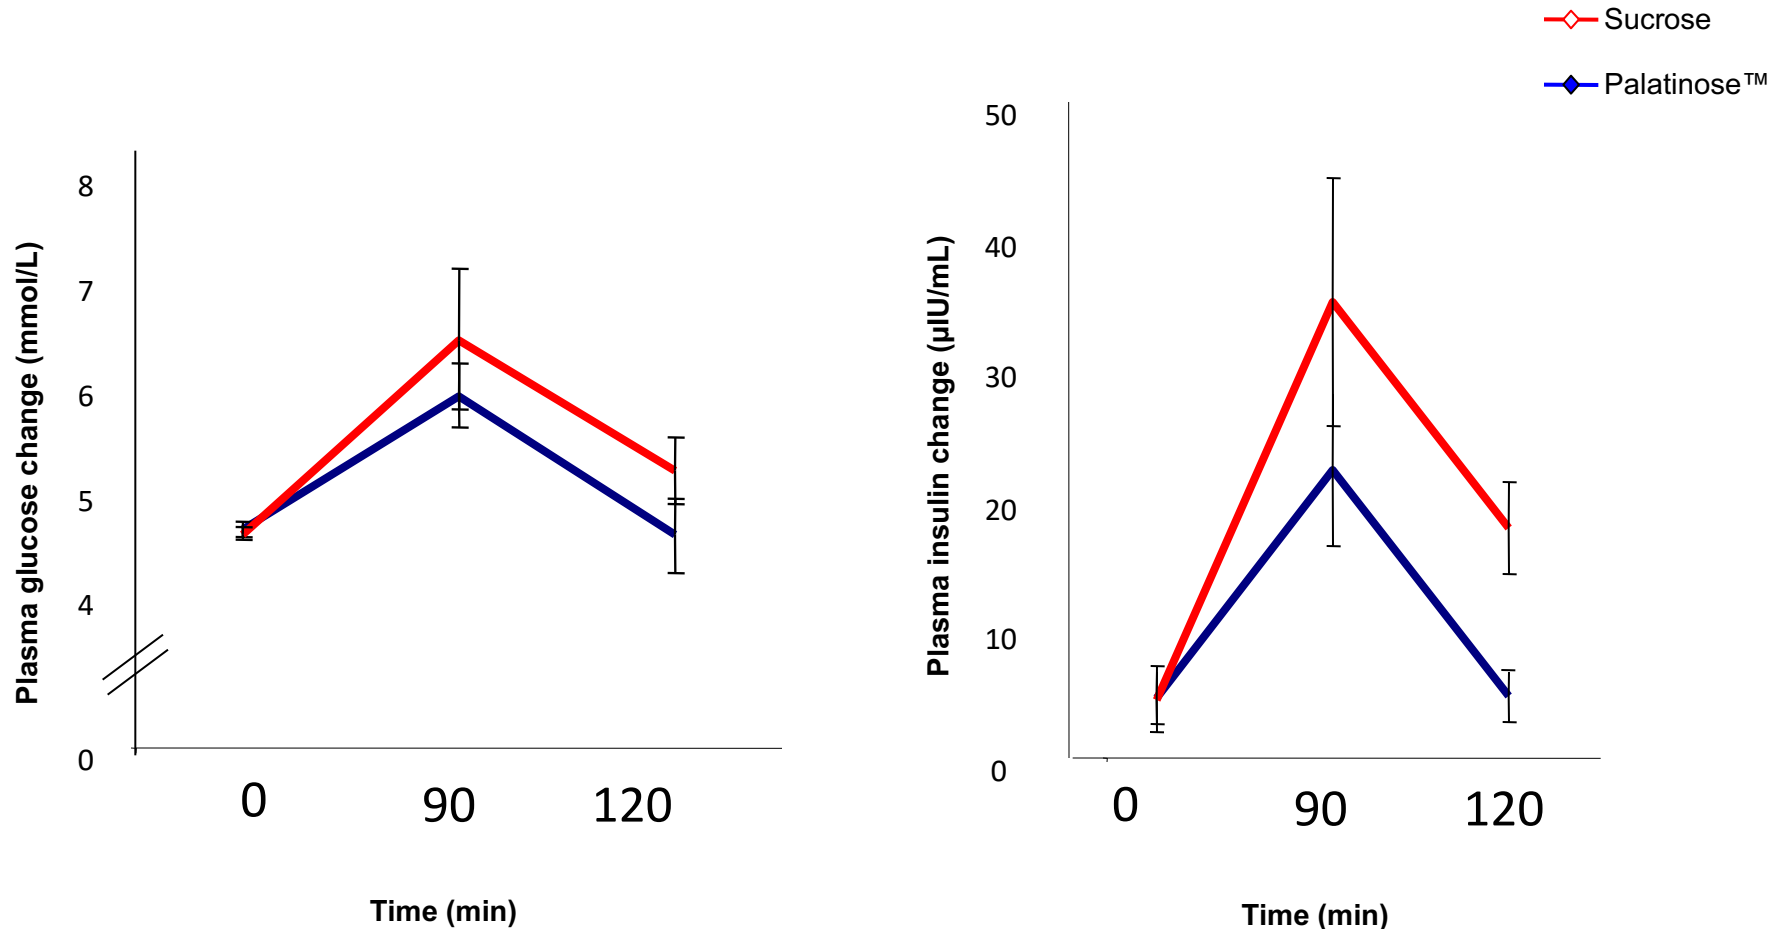 Sucrose
Palatinose™
Plasma glucose change (mmol/L)
8
7
6
5
4
0
0 90 120
Time (min)
Plasma insulin change (µIU/mL)
50
40
30
20
10
0
0 90 120
Time (min)